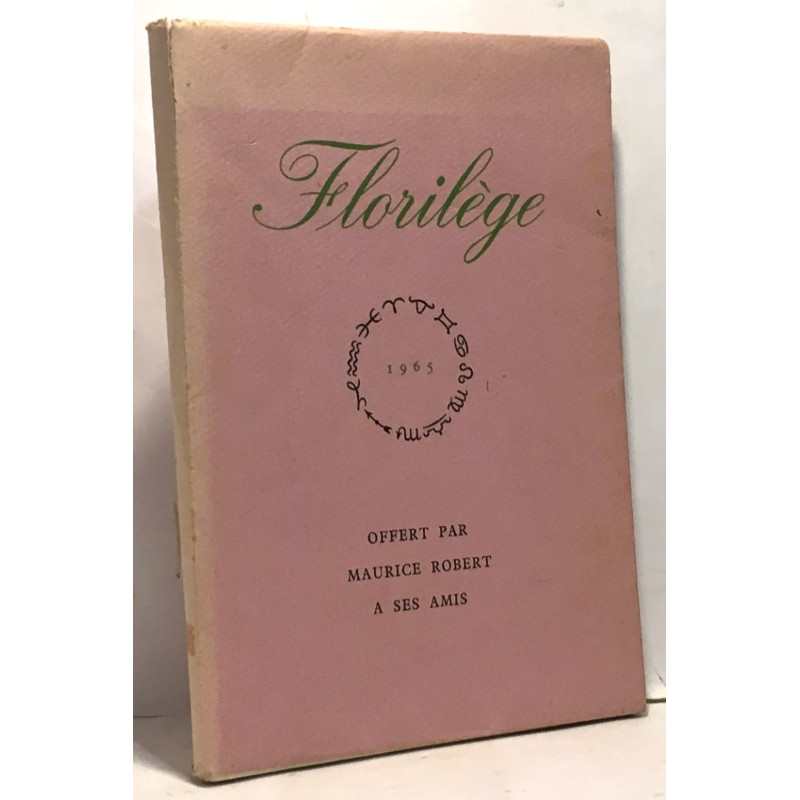 Florilège
1965
OFFERT PAR
MAURICE ROBERT
A SES AMIS